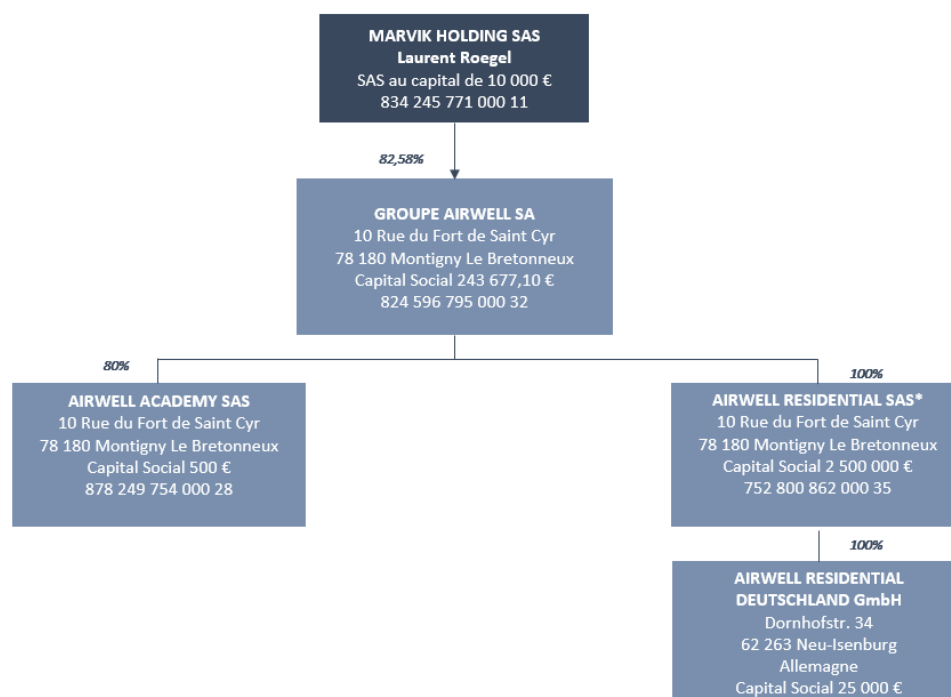 MARVIK HOLDING SAS
Laurent Roegel
SAS au capital de 10 000 €
834 245 771 000 11
82,58%
GROUPE AIRWELL SA
10 Rue du Fort de Saint Cyr
78 180 Montigny Le Bretonneux
Capital Social 243 677,10 €
824 596 795 000 32
80%
AIRWELL ACADEMY SAS
10 Rue du Fort de Saint Cyr
78 180 Montigny Le Bretonneux
Capital Social 500 €
878 249 754 000 28
100%
AIRWELL RESIDENTIAL SAS*
10 Rue du Fort de Saint Cyr
78 180 Montigny Le Bretonneux
Capital Social 2 500 000 €
752 800 862 000 35
100%
AIRWELL RESIDENTIAL
DEUTSCHLAND GmbH
Dornhofstr. 34
62 263 Neu-Isenburg
Allemagne
Capital Social 25 000 €